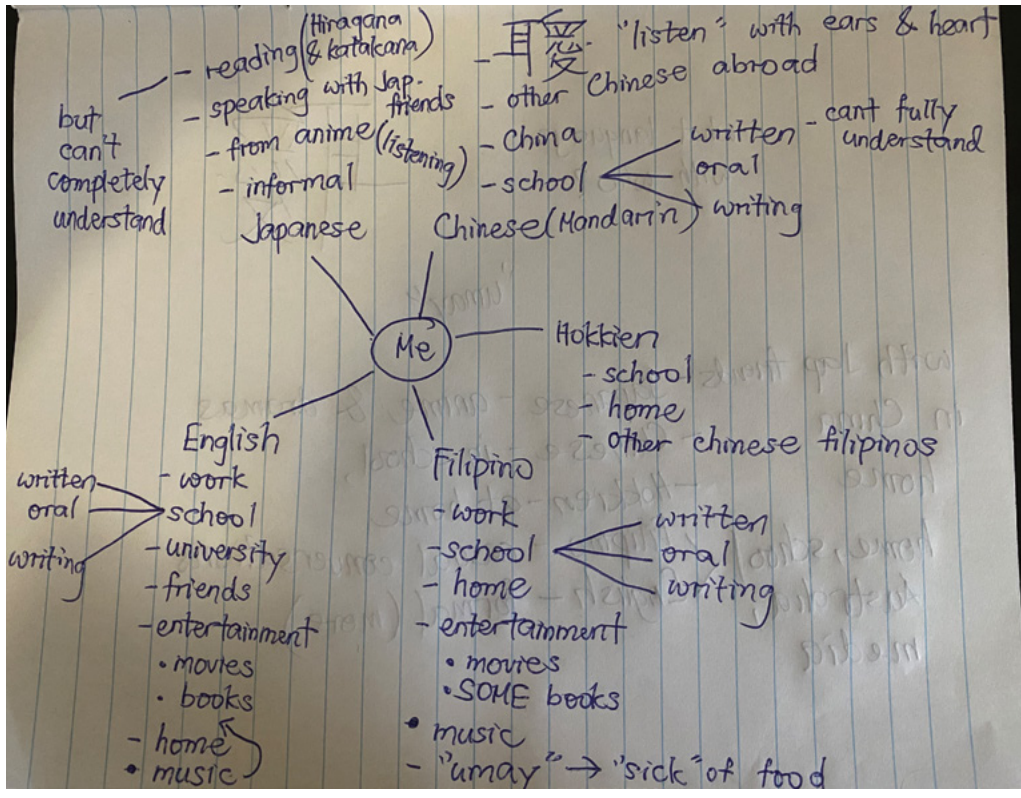 - reading (Hiragana & Katakana)
- speaking with Jap. friends
- from anime (listening)
- informal
but can't completely understand
Japanese
- "listen" with ears & heart
- other Chinese abroad
- China
- school
written - cant fully understand
oral
writing
Chinese (Mandarin)
Me
Hokkien
- school
- home
- other chinese filipinos
English
- work
- school
written
oral
writing
- university
- friends
- entertainment
• movies
• books
- home
• music
Filipino
- work
- school
written
oral
writing
- home
- entertainment
• movies
• SOME books
• music
- "umay" → "sick" of food